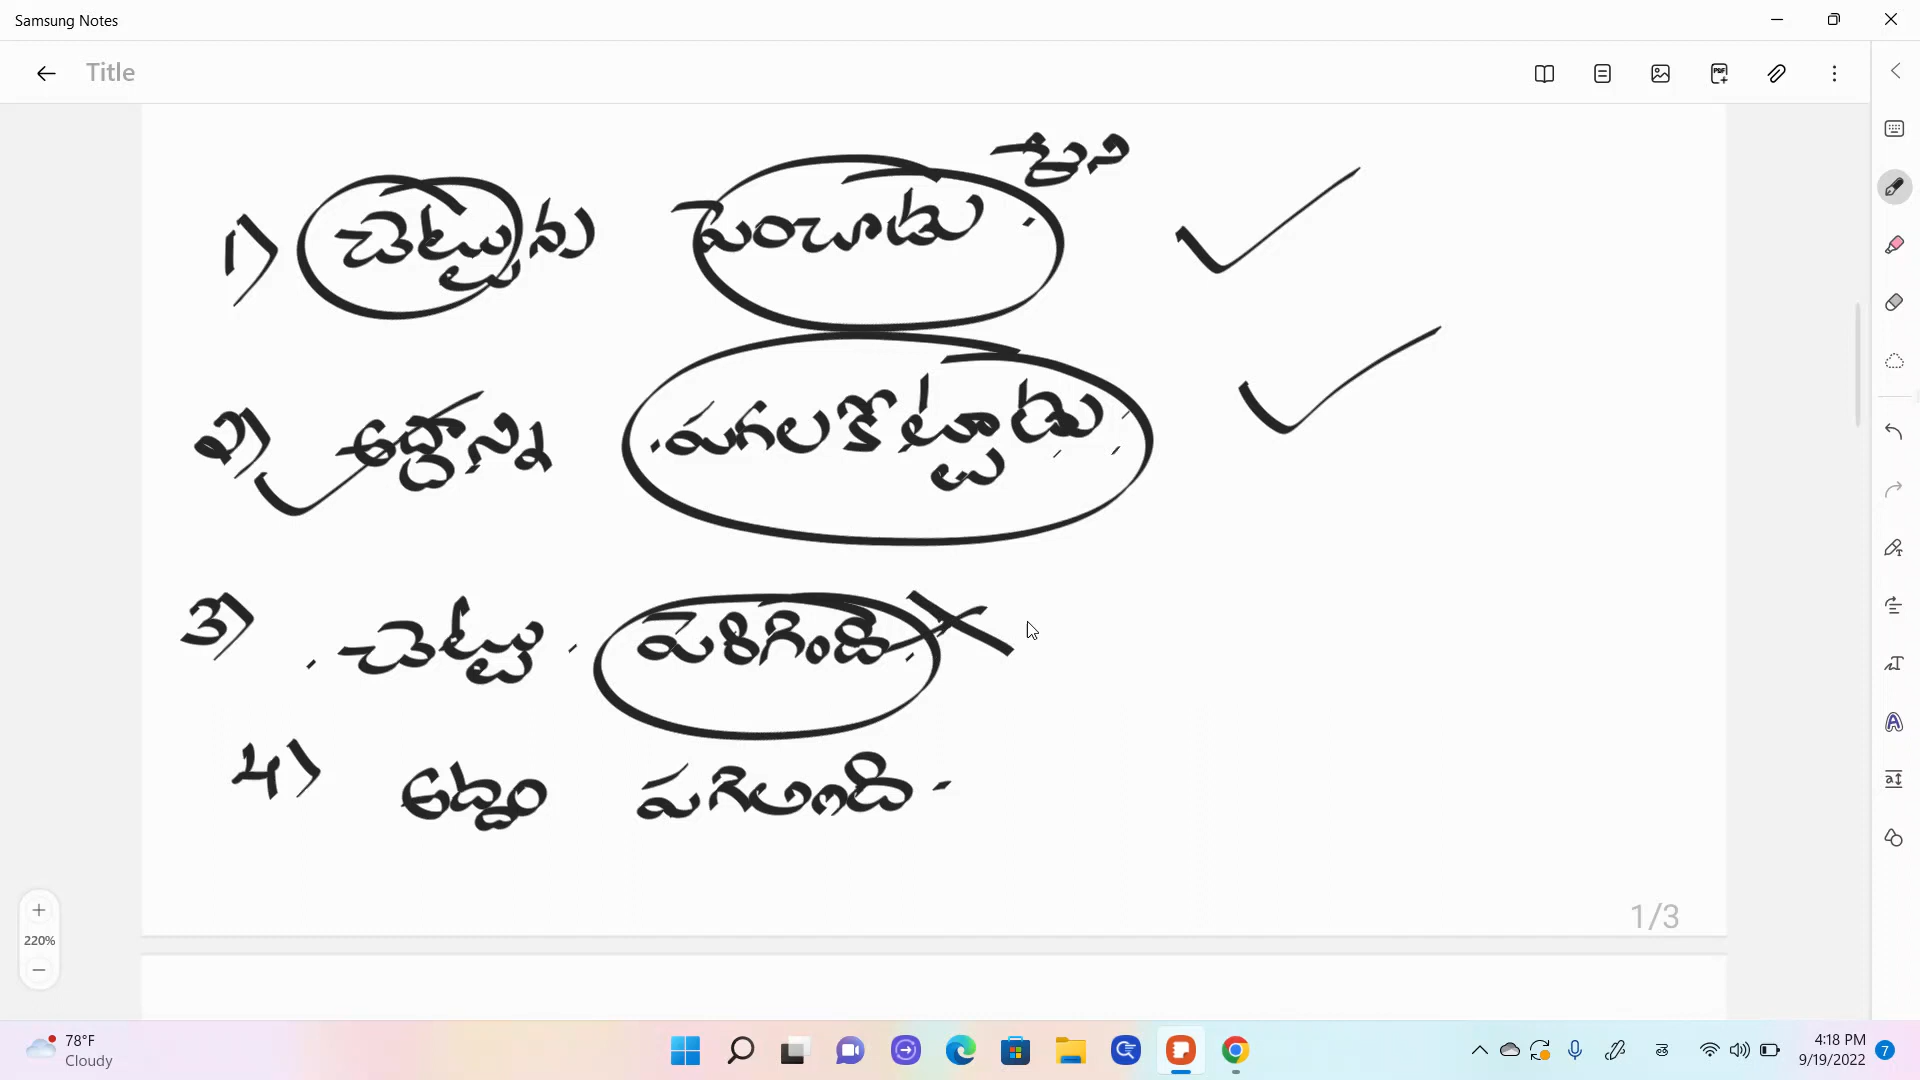 Samsung Notes
Title
క్రుని
1) చెట్టును పెంచాడు.
2) అద్దాన్ని పగలకొట్టాడు.
3) చెట్టు పెరిగింది.
4) అద్దం పగిలింది.
1/3
220%
78°F
Cloudy
4:18 PM
9/19/2022
7